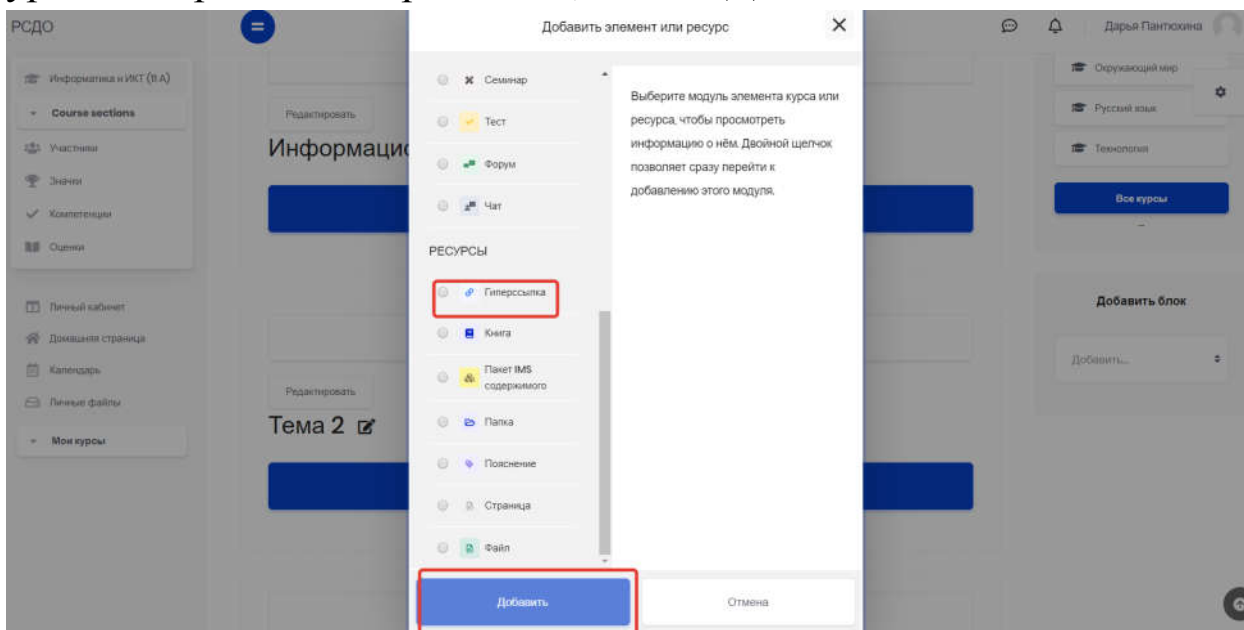 РСДО
Дарья Пантюхина
Информатика и ИКТ (11 А)
Course sections
Участники
Значки
Компетенции
Оценки
Личный кабинет
Домашняя страница
Календарь
Личные файлы
Мои курсы
Редактировать
Информацио
Редактировать
Тема 2
Добавить элемент или ресурс
Семинар
Тест
Форум
Чат
РЕСУРСЫ
Гиперссылка
Книга
Пакет IMS
содержимого
Папка
Пояснение
Страница
Файл
Выберите модуль элемента курса или
ресурса, чтобы просмотреть
информацию о нём. Двойной щелчок
позволяет сразу перейти к
добавлению этого модуля.
Добавить
Отмена
Окружающий мир
Русский язык
Технология
Все курсы
Добавить блок
Добавить...